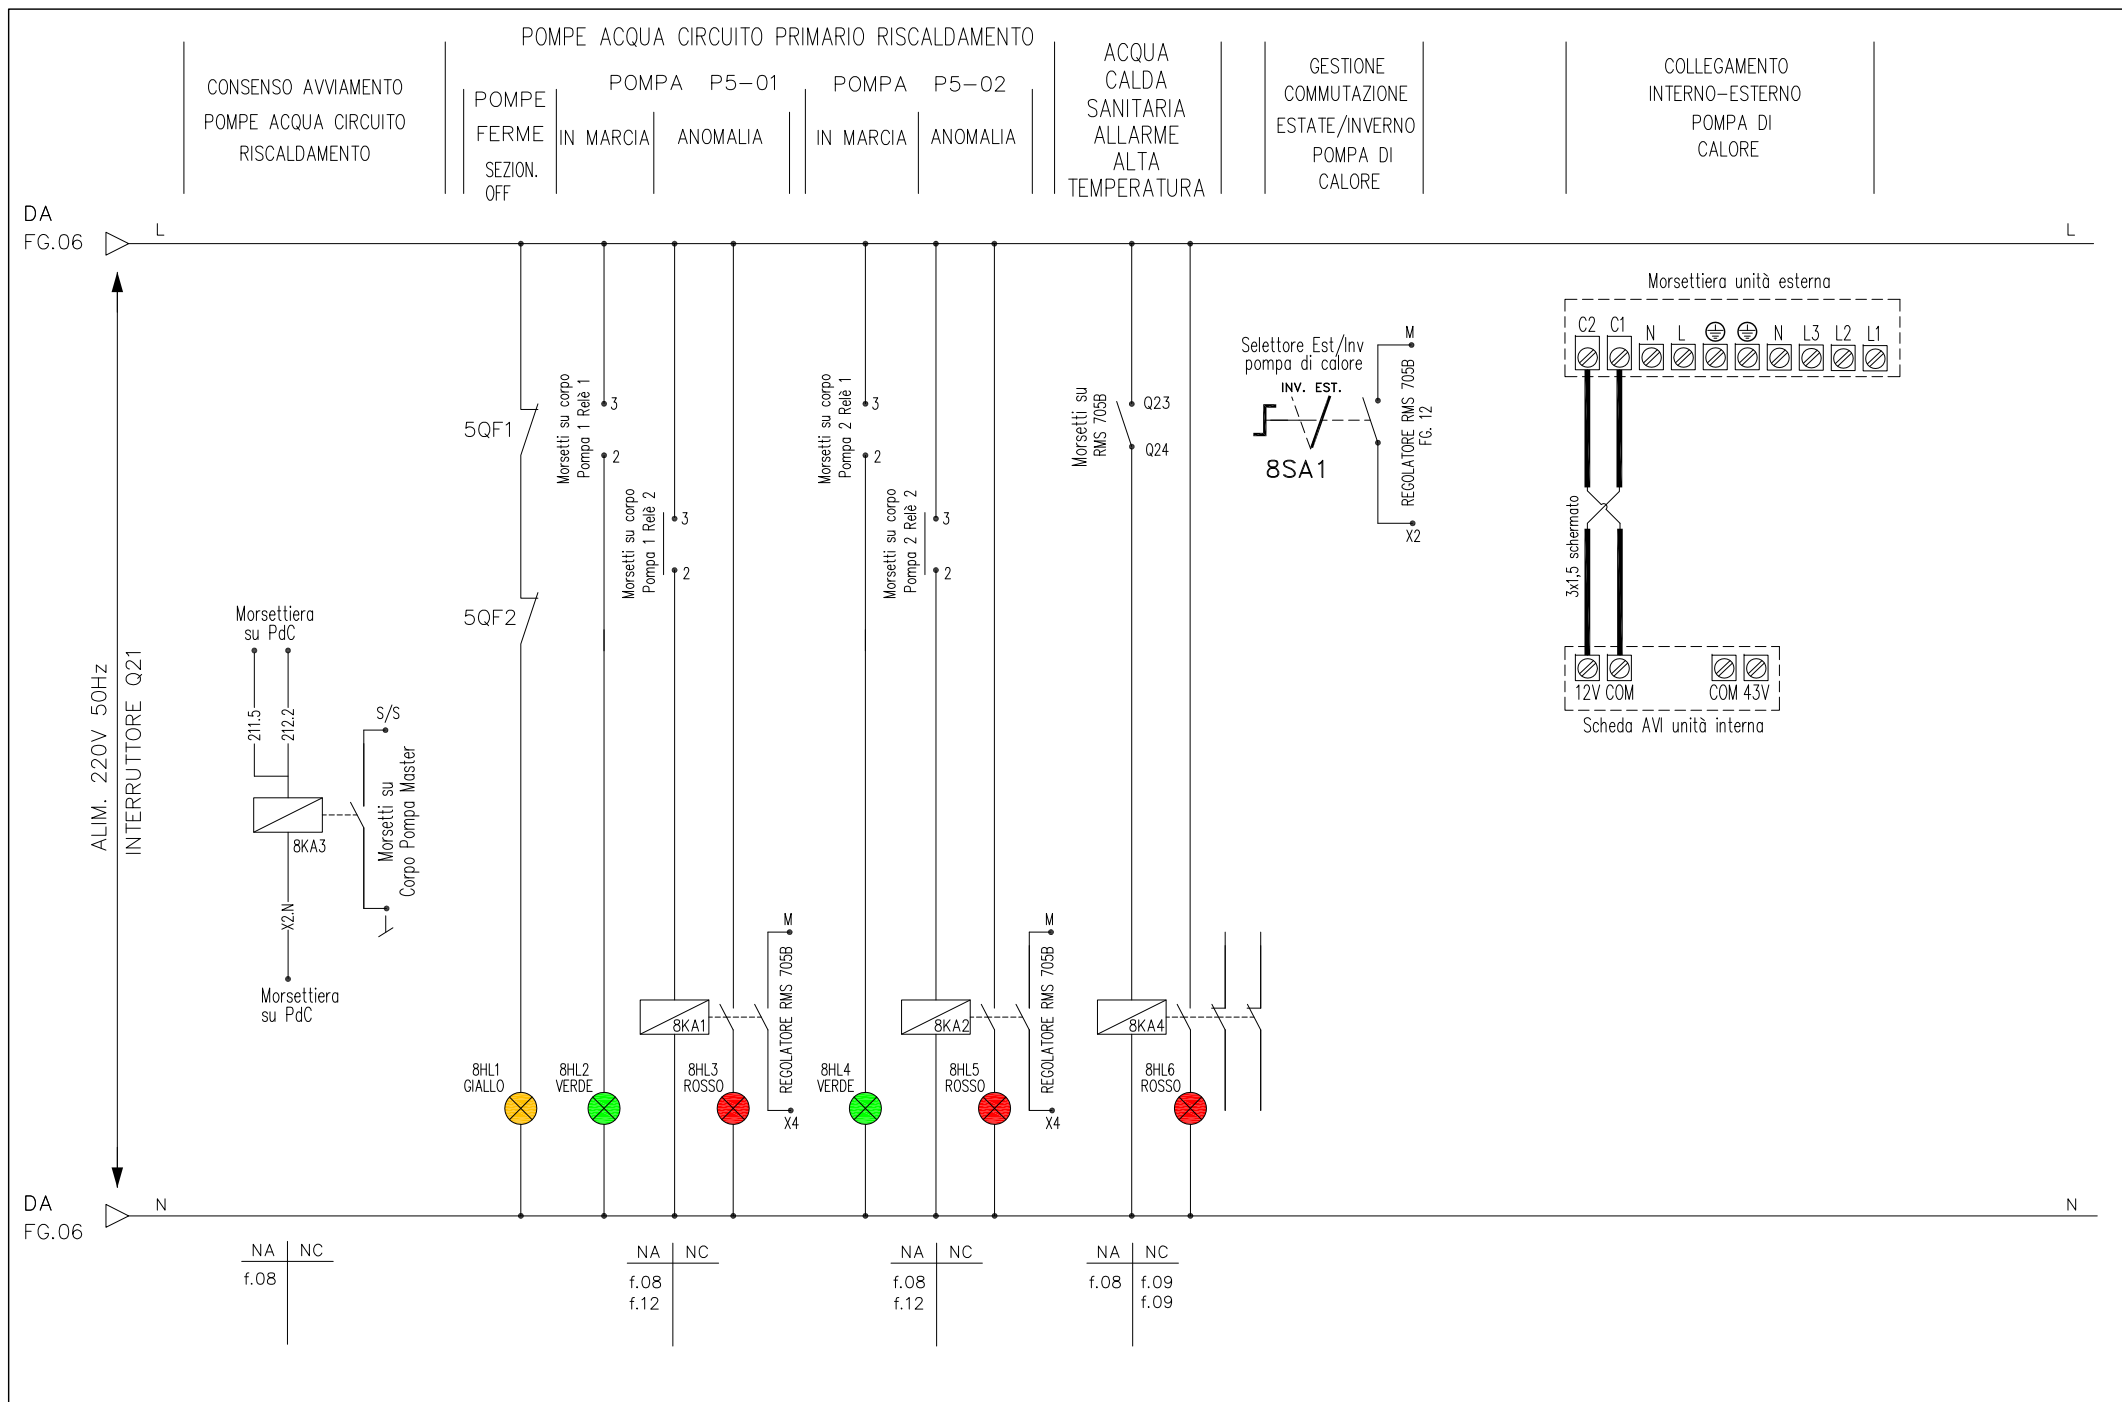 POMPE ACQUA CIRCUITO PRIMARIO RISCALDAMENTO
CONSENSO AVVIAMENTO
POMPE ACQUA CIRCUITO
RISCALDAMENTO
POMPE
FERME
SEZION.
OFF
POMPA P5-01
IN MARCIA
ANOMALIA
POMPA P5-02
IN MARCIA
ANOMALIA
ACQUA
CALDA
SANITARIA
ALLARME
ALTA
TEMPERATURA
GESTIONE
COMMUTAZIONE
ESTATE/INVERNO
POMPA DI
CALORE
COLLEGAMENTO
INTERNO-ESTERNO
POMPA DI
CALORE
DA
FG.06
L
L
ALIM. 220V 50Hz
INTERRUTTORE Q21
Morsettiera
su PdC
211.5
212.2
8KA3
X2.N
Morsettiera
su PdC
S/S
Morsetti su
Corpo Pompa Master
5QF1
5QF2
8HL1
GIALLO
Morsetti su corpo
Pompa 1 Relè 1
3
2
8HL2
VERDE
Morsetti su corpo
Pompa 1 Relè 2
3
2
8KA1
8HL3
ROSSO
M
REGOLATORE RMS 705B
X4
Morsetti su corpo
Pompa 2 Relè 1
3
2
8HL4
VERDE
Morsetti su corpo
Pompa 2 Relè 2
3
2
8KA2
8HL5
ROSSO
M
REGOLATORE RMS 705B
X4
Morsetti su
RMS 705B
Q23
Q24
8KA4
8HL6
ROSSO
Selettore Est/Inv
pompa di calore
INV. EST.
8SA1
M
REGOLATORE RMS 705B
FG. 12
X2
Morsettiera unità esterna
C2 C1 N L N L3 L2 L1
3x1,5 schermato
12V COM COM 43V
Scheda AVI unità interna
DA
FG.06
N
N
NA NC
f.08
NA NC
f.08
f.12
NA NC
f.08
f.12
NA NC
f.08 f.09
f.09